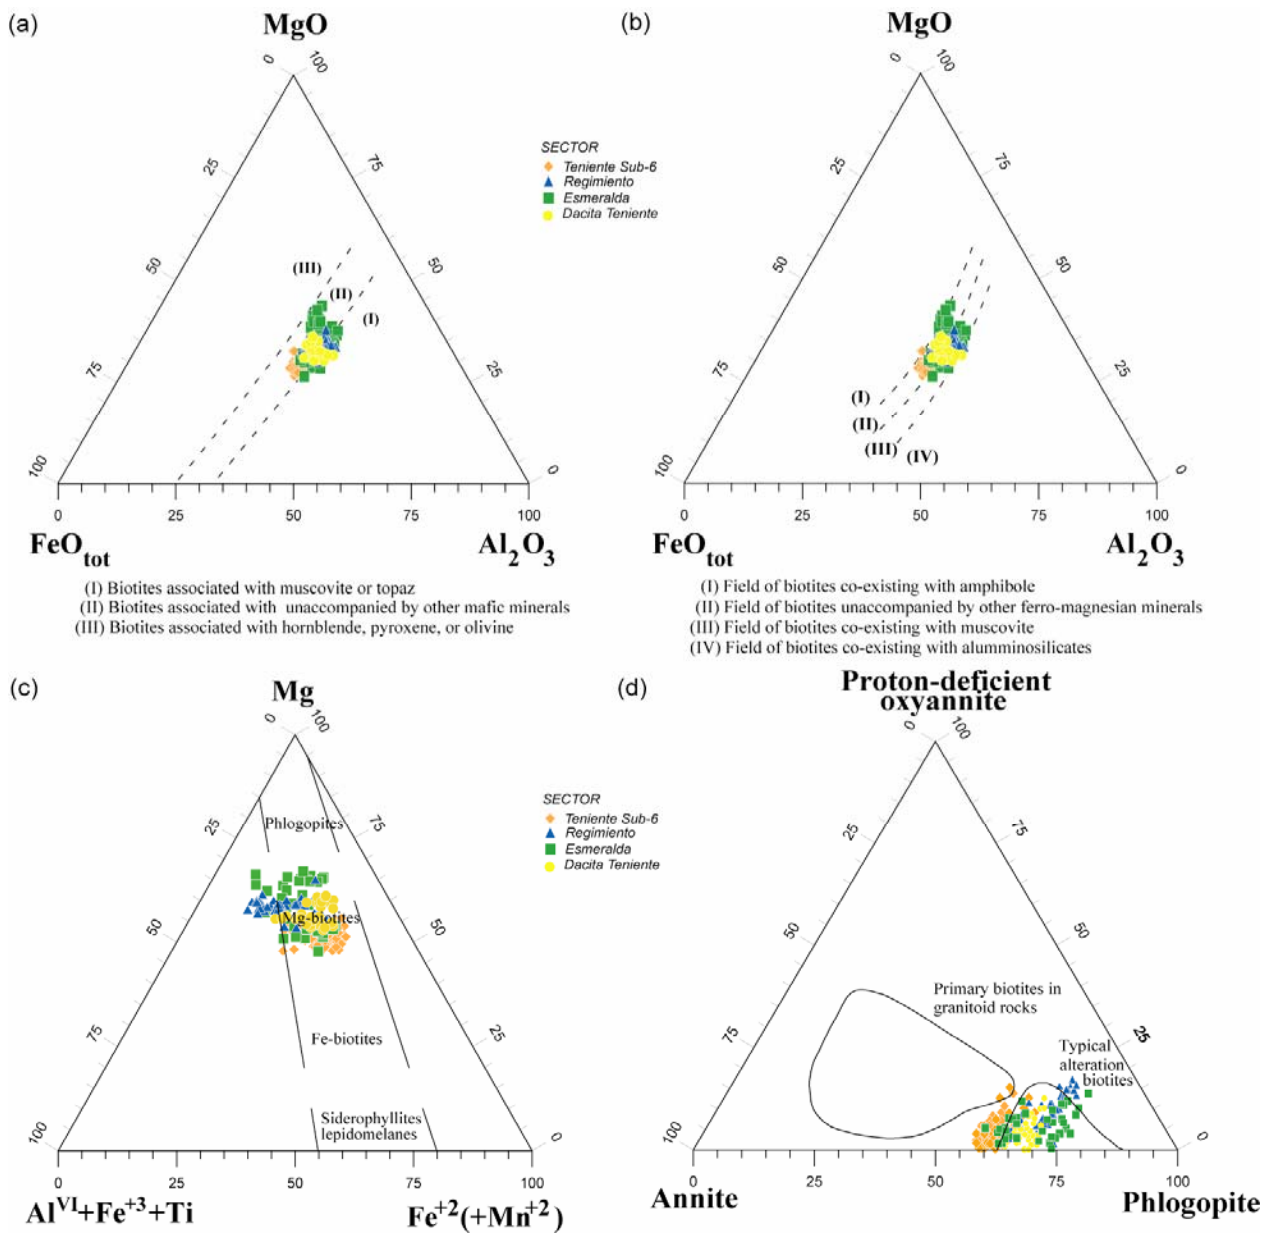 (a)
MgO
0
100
25
75
50
50
75
25
100
0
(III)
(II)
(I)
0
25
50
75
100
FeOtot
Al2O3
(I) Biotites associated with muscovite or topaz
(II) Biotites associated with unaccompanied by other mafic minerals
(III) Biotites associated with hornblende, pyroxene, or olivine
SECTOR
Teniente Sub-6
Regimiento
Esmeralda
Dacita Teniente
(b)
MgO
0
100
25
75
50
50
75
25
100
0
(I)
(II)
(III)
(IV)
0
25
50
75
100
FeOtot
Al2O3
(I) Field of biotites co-existing with amphibole
(II) Field of biotites unaccompanied by other ferro-magnesian minerals
(III) Field of biotites co-existing with muscovite
(IV) Field of biotites co-existing with alumminosilicates
(c)
Mg
0
100
25
75
50
50
75
25
100
0
Phlogopites
Mg-biotites
Fe-biotites
Siderophyllites
lepidomelanes
0
25
50
75
100
Al^VI+Fe^+3+Ti
Fe^+2(+Mn^+2)
SECTOR
Teniente Sub-6
Regimiento
Esmeralda
Dacita Teniente
(d)
Proton-deficient
oxyannite
0
100
25
75
50
50
75
25
100
0
Primary biotites in
granitoid rocks
Typical
alteration
biotites
0
25
50
75
100
Annite
Phlogopite